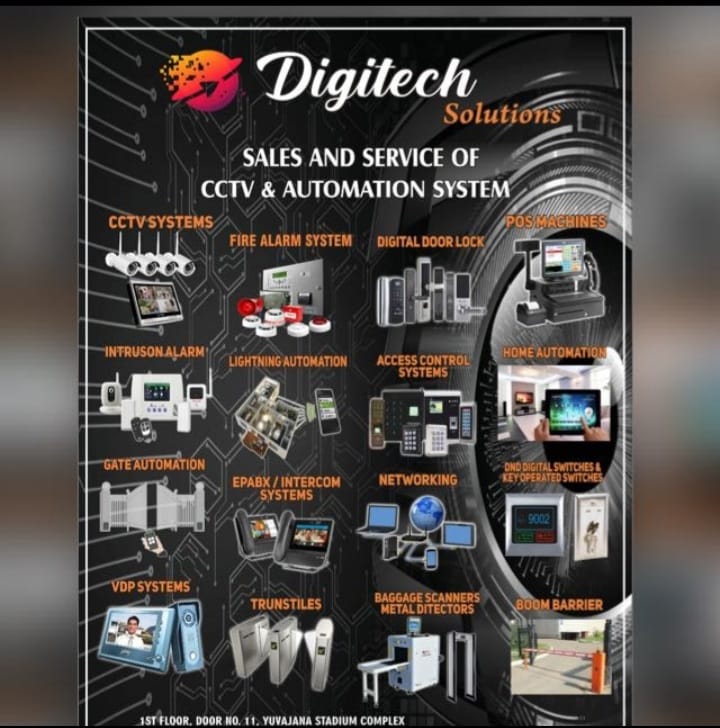 Digitech
Solutions
SALES AND SERVICE OF
CCTV & AUTOMATION SYSTEM
CCTV SYSTEMS
FIRE ALARM SYSTEM
DIGITAL DOOR LOCK
POS MACHINES
INTRUSON ALARM
LIGHTNING AUTOMATION
ACCESS CONTROL
SYSTEMS
HOME AUTOMATION
GATE AUTOMATION
EPABX / INTERCOM
SYSTEMS
NETWORKING
DND DIGITAL SWITCHES &
KEY OPERATED SWITCHES
9002
VDP SYSTEMS
TRUNSTILES
BAGGAGE SCANNERS
METAL DITECTORS
BOOM BARRIER
1ST FLOOR, DOOR NO. 11, YUVAJANA STADIUM COMPLEX